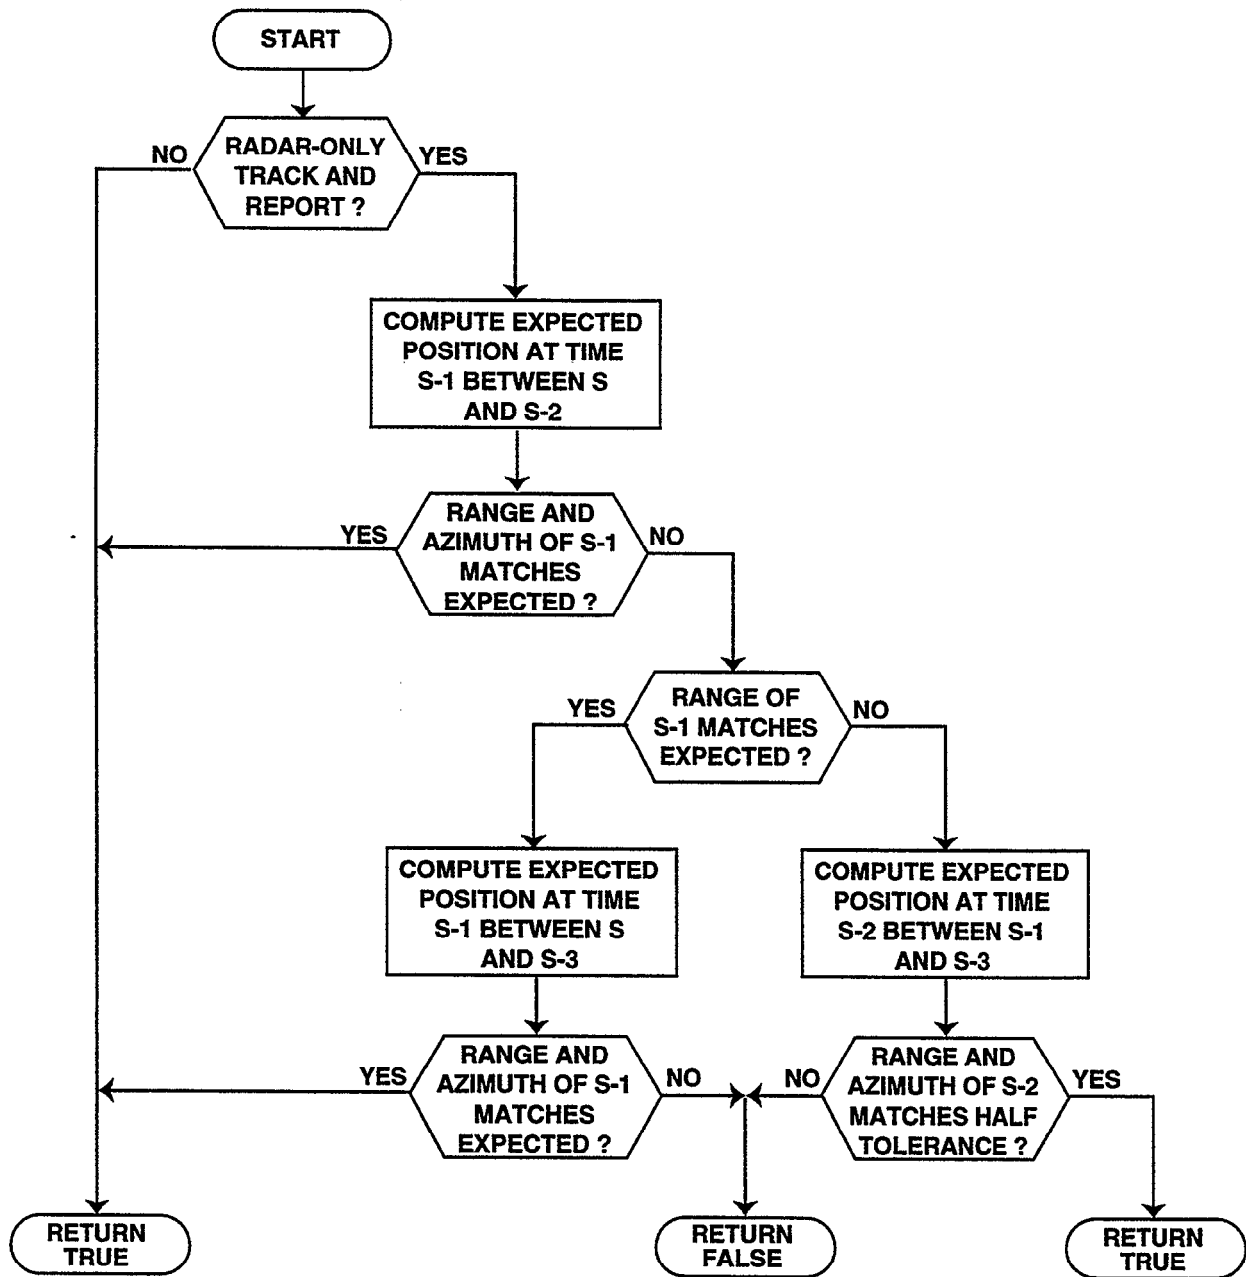 START
RADAR-ONLY
TRACK AND
REPORT ?
NO
YES
COMPUTE EXPECTED
POSITION AT TIME
S-1 BETWEEN S
AND S-2
RANGE AND
AZIMUTH OF S-1
MATCHES
EXPECTED ?
YES
NO
RANGE OF
S-1 MATCHES
EXPECTED ?
YES
NO
COMPUTE EXPECTED
POSITION AT TIME
S-1 BETWEEN S
AND S-3
COMPUTE EXPECTED
POSITION AT TIME
S-2 BETWEEN S-1
AND S-3
RANGE AND
AZIMUTH OF S-1
MATCHES
EXPECTED ?
YES
NO
RANGE AND
AZIMUTH OF S-2
MATCHES HALF
TOLERANCE ?
NO
YES
RETURN
TRUE
RETURN
FALSE
RETURN
TRUE